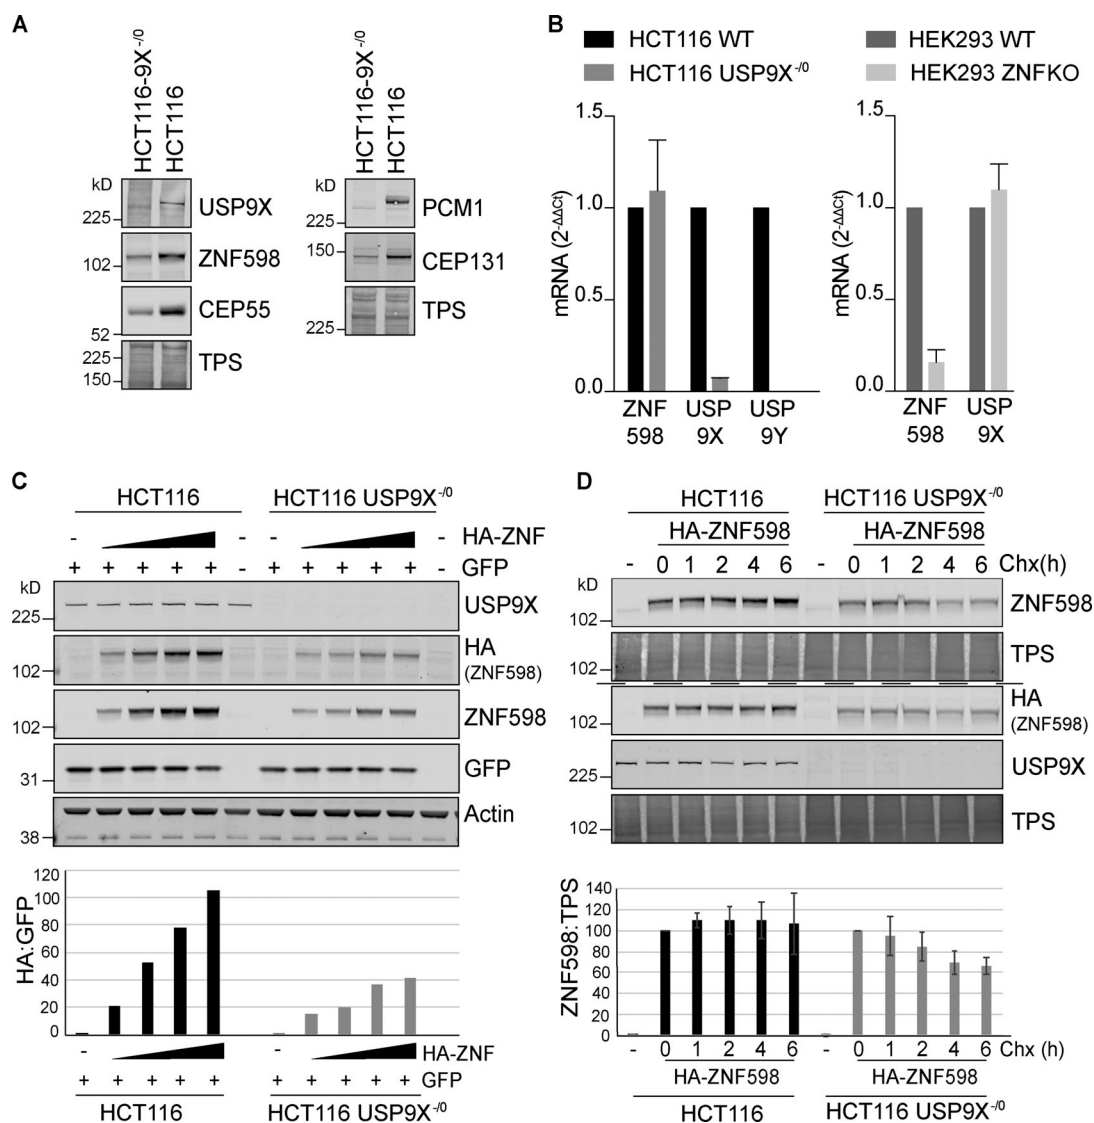 A
HCT116-9X-/0
HCT116
kD
225
USP9X
102
ZNF598
52
CEP55
225
150
TPS
HCT116-9X-/0
HCT116
kD
225
PCM1
150
CEP131
225
TPS
B
HCT116 WT
HCT116 USP9X-/0
HEK293 WT
HEK293 ZNFKO
mRNA (2-ΔΔCt)
1.5
1.0
0.5
0.0
ZNF 598
USP 9X
USP 9Y
mRNA (2-ΔΔCt)
1.5
1.0
0.5
0.0
ZNF 598
USP 9X
C
HCT116 HCT116 USP9X-/0
- - - - HA-ZNF
+ + + + + - + + + + + - GFP
kD
225
USP9X
102
HA
(ZNF598)
102
ZNF598
31
GFP
38
Actin
HA:GFP
120
100
80
60
40
20
0
- - HA-ZNF
+ + + + + + + + + + GFP
HCT116 HCT116 USP9X-/0
D
HCT116 HCT116 USP9X-/0
HA-ZNF598 HA-ZNF598
- 0 1 2 4 6 - 0 1 2 4 6 Chx(h)
kD
102
ZNF598
102
TPS
102
HA
(ZNF598)
225
USP9X
102
TPS
ZNF598:TPS
140
120
100
80
60
40
20
0
- 0 1 2 4 6 - 0 1 2 4 6 Chx (h)
HA-ZNF598 HA-ZNF598
HCT116 HCT116 USP9X-/0